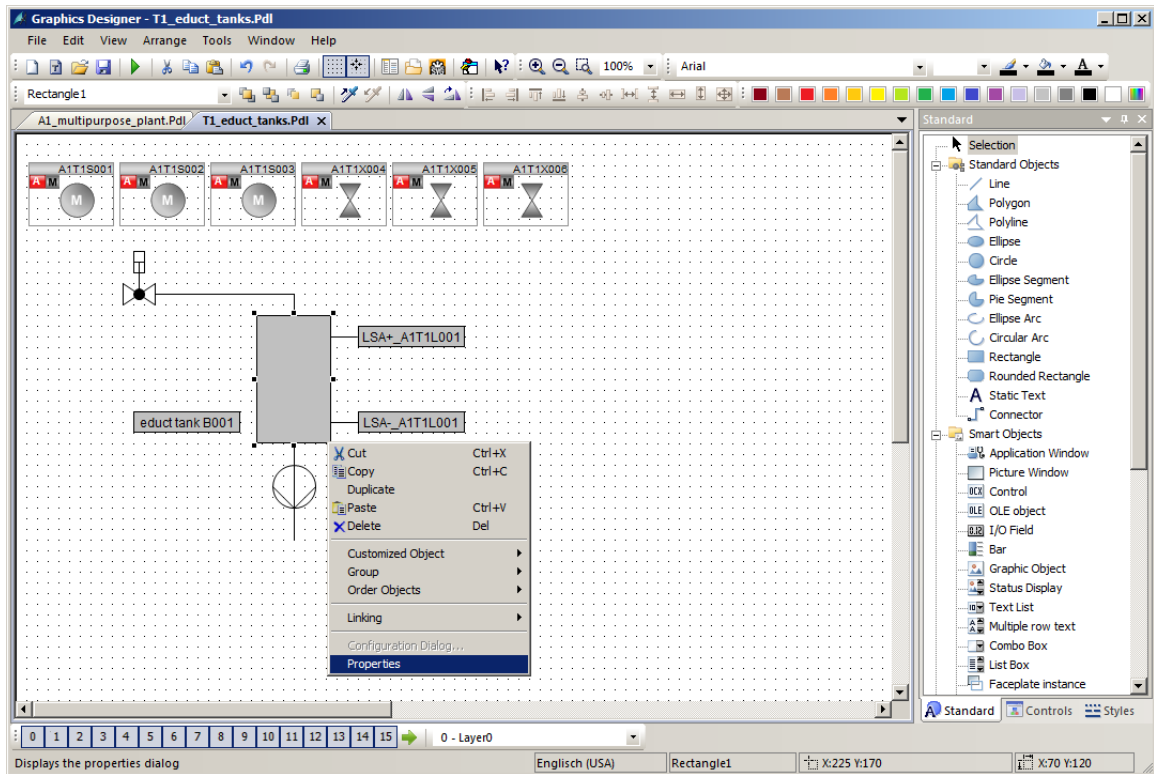 Graphics Designer - T1_educt_tanks.Pdl
File Edit View Arrange Tools Window Help
100% Arial
Rectangle1
A1_multipurpose_plant.Pdl T1_educt_tanks.Pdl X
Standard
A1T1S001 A1T1S002 A1T1S003 A1T1X004 A1T1X005 A1T1X006
A M A M A M A M A M A M
M M M
LSA+_A1T1L001
educt tank B001 LSA-_A1T1L001
Cut Ctrl+X
Copy Ctrl+C
Duplicate
Paste Ctrl+V
Delete Del
Customized Object
Group
Order Objects
Linking
Configuration Dialog...
Properties
Selection
Standard Objects
Line
Polygon
Polyline
Ellipse
Circle
Ellipse Segment
Pie Segment
Ellipse Arc
Circular Arc
Rectangle
Rounded Rectangle
A Static Text
Connector
Smart Objects
Application Window
Picture Window
OCX Control
OLE OLE object
0.12 I/O Field
Bar
Graphic Object
Status Display
Text List
Multiple row text
Combo Box
List Box
Faceplate instance
Standard Controls Styles
0 1 2 3 4 5 6 7 8 9 10 11 12 13 14 15 0 - Layer0
Displays the properties dialog Englisch (USA) Rectangle1 X:225 Y:170 X:70 Y:120